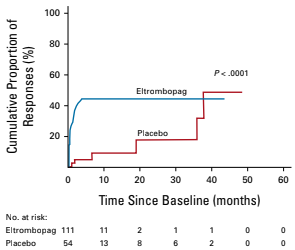 Cumulative Proportion of
Responses (%)
100
80
60
40
20
P < .0001
Eltrombopag
Placebo
0 10 20 30 40 50 60
Time Since Baseline (months)
No. at risk:
Eltrombopag 111 11 2 1 1 0 0
Placebo 54 13 8 6 2 0 0